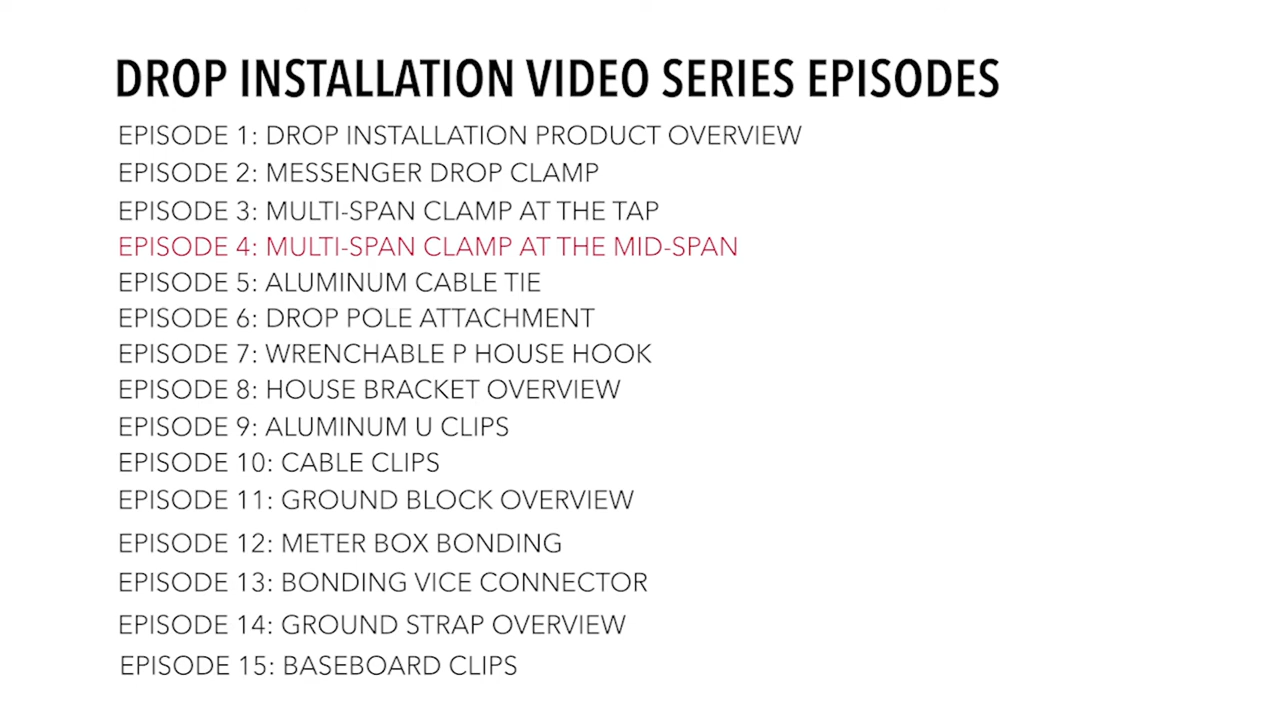 DROP INSTALLATION VIDEO SERIES EPISODES
EPISODE 1: DROP INSTALLATION PRODUCT OVERVIEW
EPISODE 2: MESSENGER DROP CLAMP
EPISODE 3: MULTI-SPAN CLAMP AT THE TAP
EPISODE 4: MULTI-SPAN CLAMP AT THE MID-SPAN
EPISODE 5: ALUMINUM CABLE TIE
EPISODE 6: DROP POLE ATTACHMENT
EPISODE 7: WRENCHABLE P HOUSE HOOK
EPISODE 8: HOUSE BRACKET OVERVIEW
EPISODE 9: ALUMINUM U CLIPS
EPISODE 10: CABLE CLIPS
EPISODE 11: GROUND BLOCK OVERVIEW
EPISODE 12: METER BOX BONDING
EPISODE 13: BONDING VICE CONNECTOR
EPISODE 14: GROUND STRAP OVERVIEW
EPISODE 15: BASEBOARD CLIPS